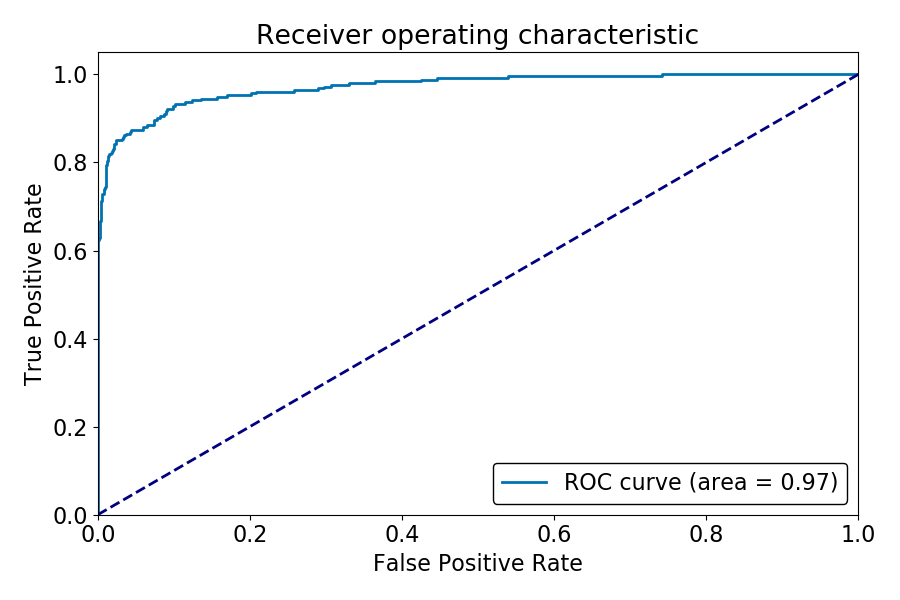 Receiver operating characteristic
1.0
0.8
0.6
0.4
0.2
0.0
True Positive Rate
ROC curve (area = 0.97)
0.0 0.2 0.4 0.6 0.8 1.0
False Positive Rate